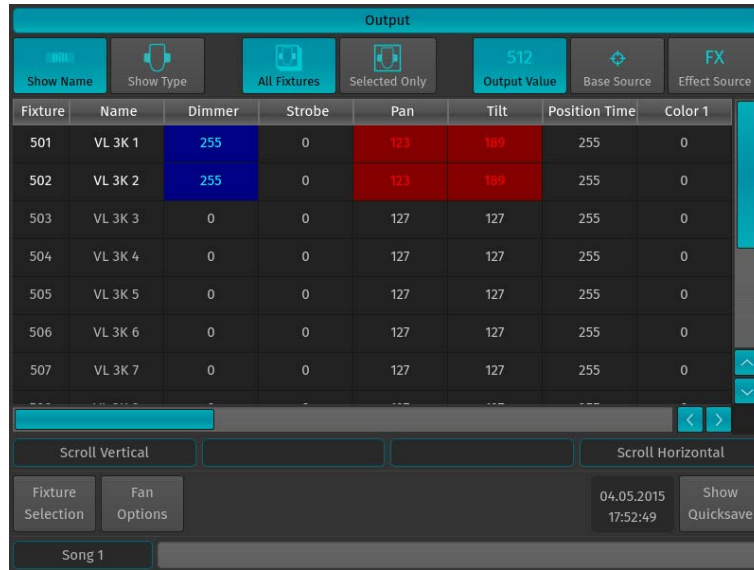 Output
Bill
Show Name
Show Type
All Fixtures
Selected Only
512
Output Value
Base Source
FX
Effect Source
Fixture Name Dimmer Strobe Pan Tilt Position Time Color 1
501 VL 3K 1 255 0 123 189 255 0
502 VL 3K 2 255 0 123 189 255 0
503 VL 3K 3 0 0 127 127 255 0
504 VL 3K 4 0 0 127 127 255 0
505 VL 3K 5 0 0 127 127 255 0
506 VL 3K 6 0 0 127 127 255 0
507 VL 3K 7 0 0 127 127 255 0
Scroll Vertical
Scroll Horizontal
Fixture
Selection
Fan
Options
04.05.2015
17:52:49
Show
Quicksave
Song 1